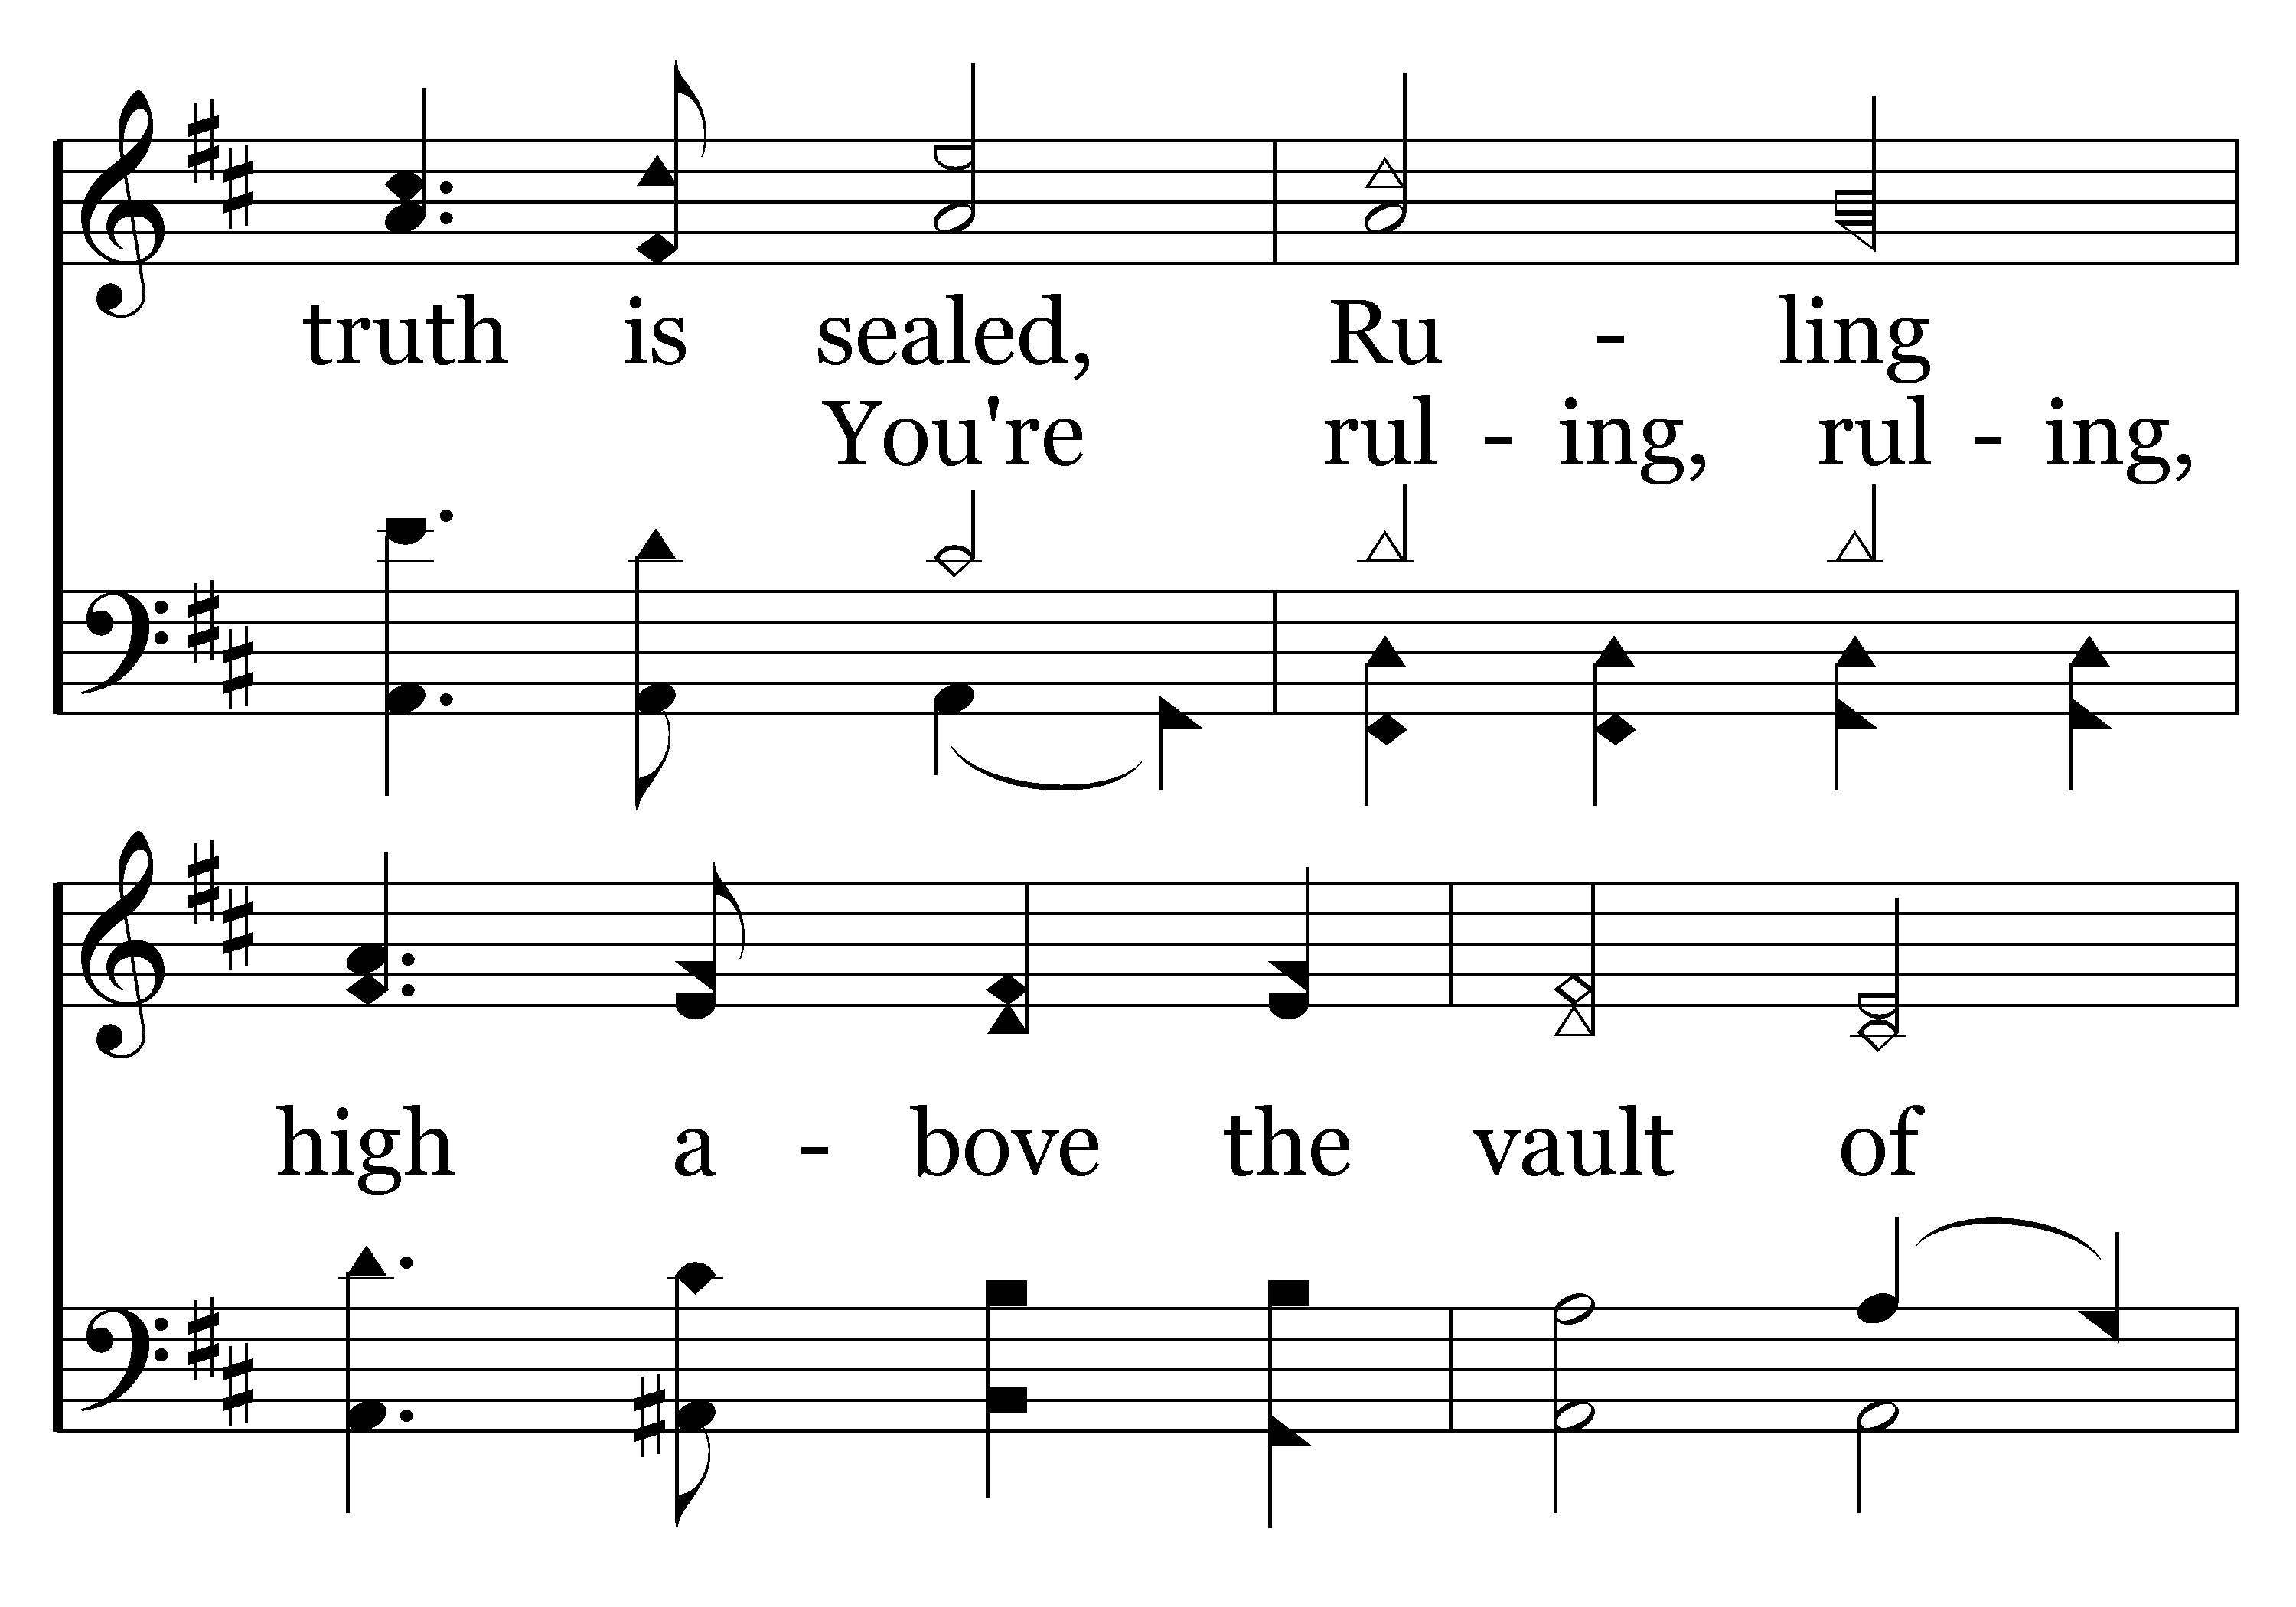 truth is sealed, Ru - ling
You're rul - ing, rul - ing,
high a - bove the vault of